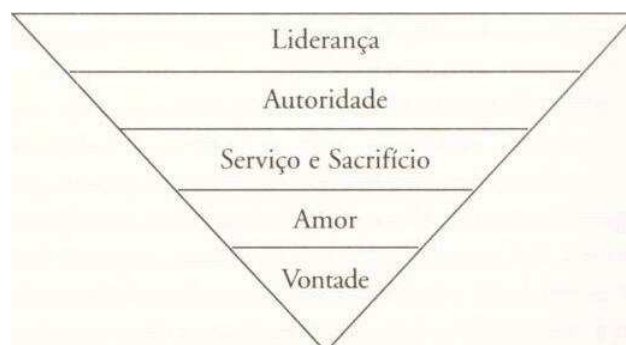 Liderança
Autoridade
Serviço e Sacrifício
Amor
Vontade